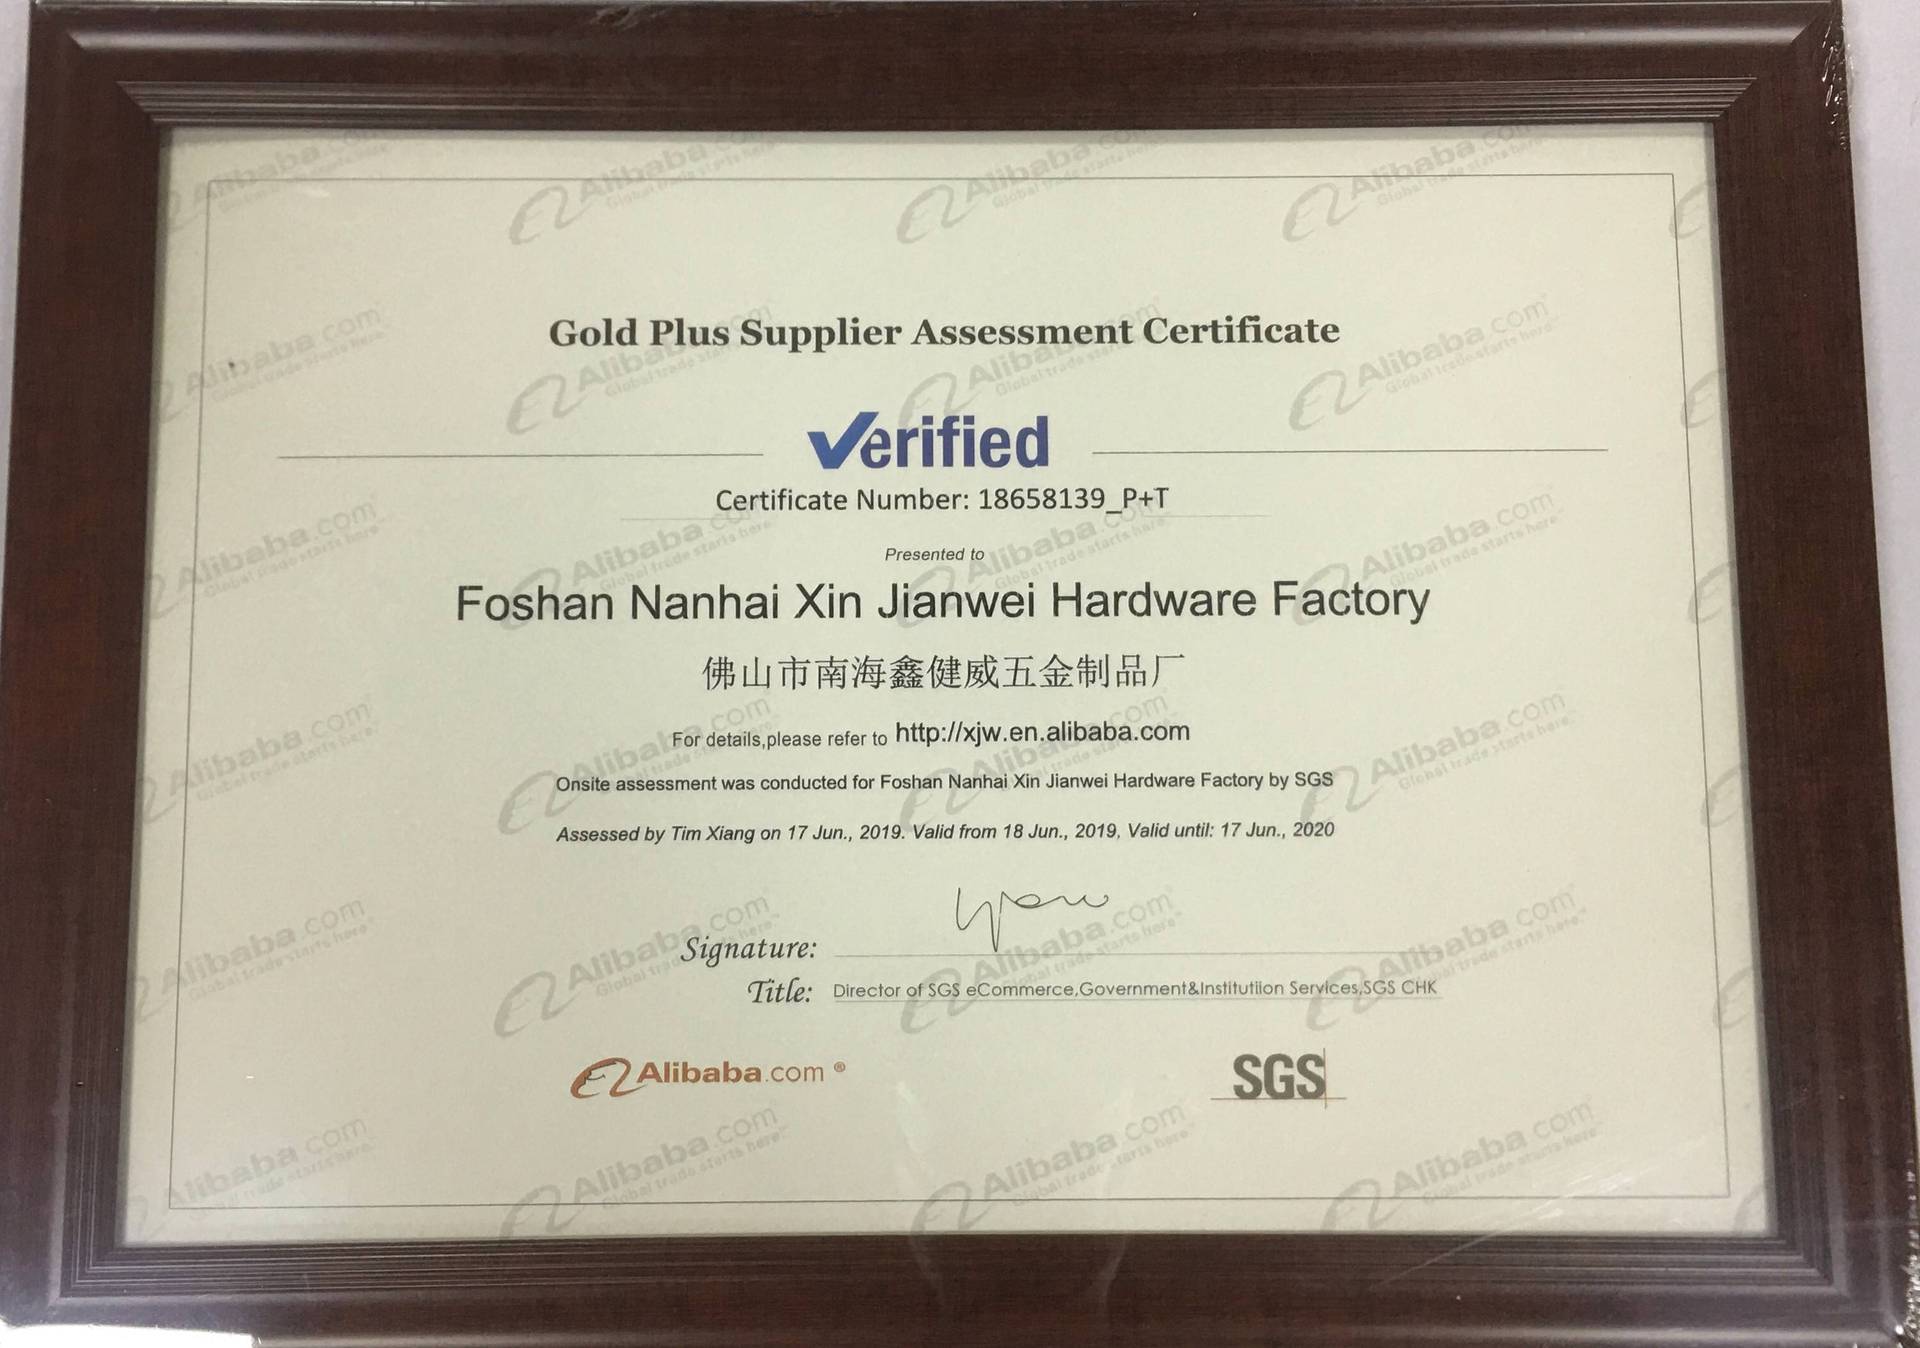 Gold Plus Supplier Assessment Certificate
Verified
Certificate Number: 18658139_P+T
Presented to
Foshan Nanhai Xin Jianwei Hardware Factory
佛山市南海鑫健威五金制品厂
For details,please refer to http://xjw.en.alibaba.com
Onsite assessment was conducted for Foshan Nanhai Xin Jianwei Hardware Factory by SGS
Assessed by Tim Xiang on 17 Jun., 2019. Valid from 18 Jun., 2019, Valid until: 17 Jun., 2020
Signature:
Title: Director of SGS eCommerce,Government&Institutiion Services,SGS CHK
Alibaba.com ®
SGS